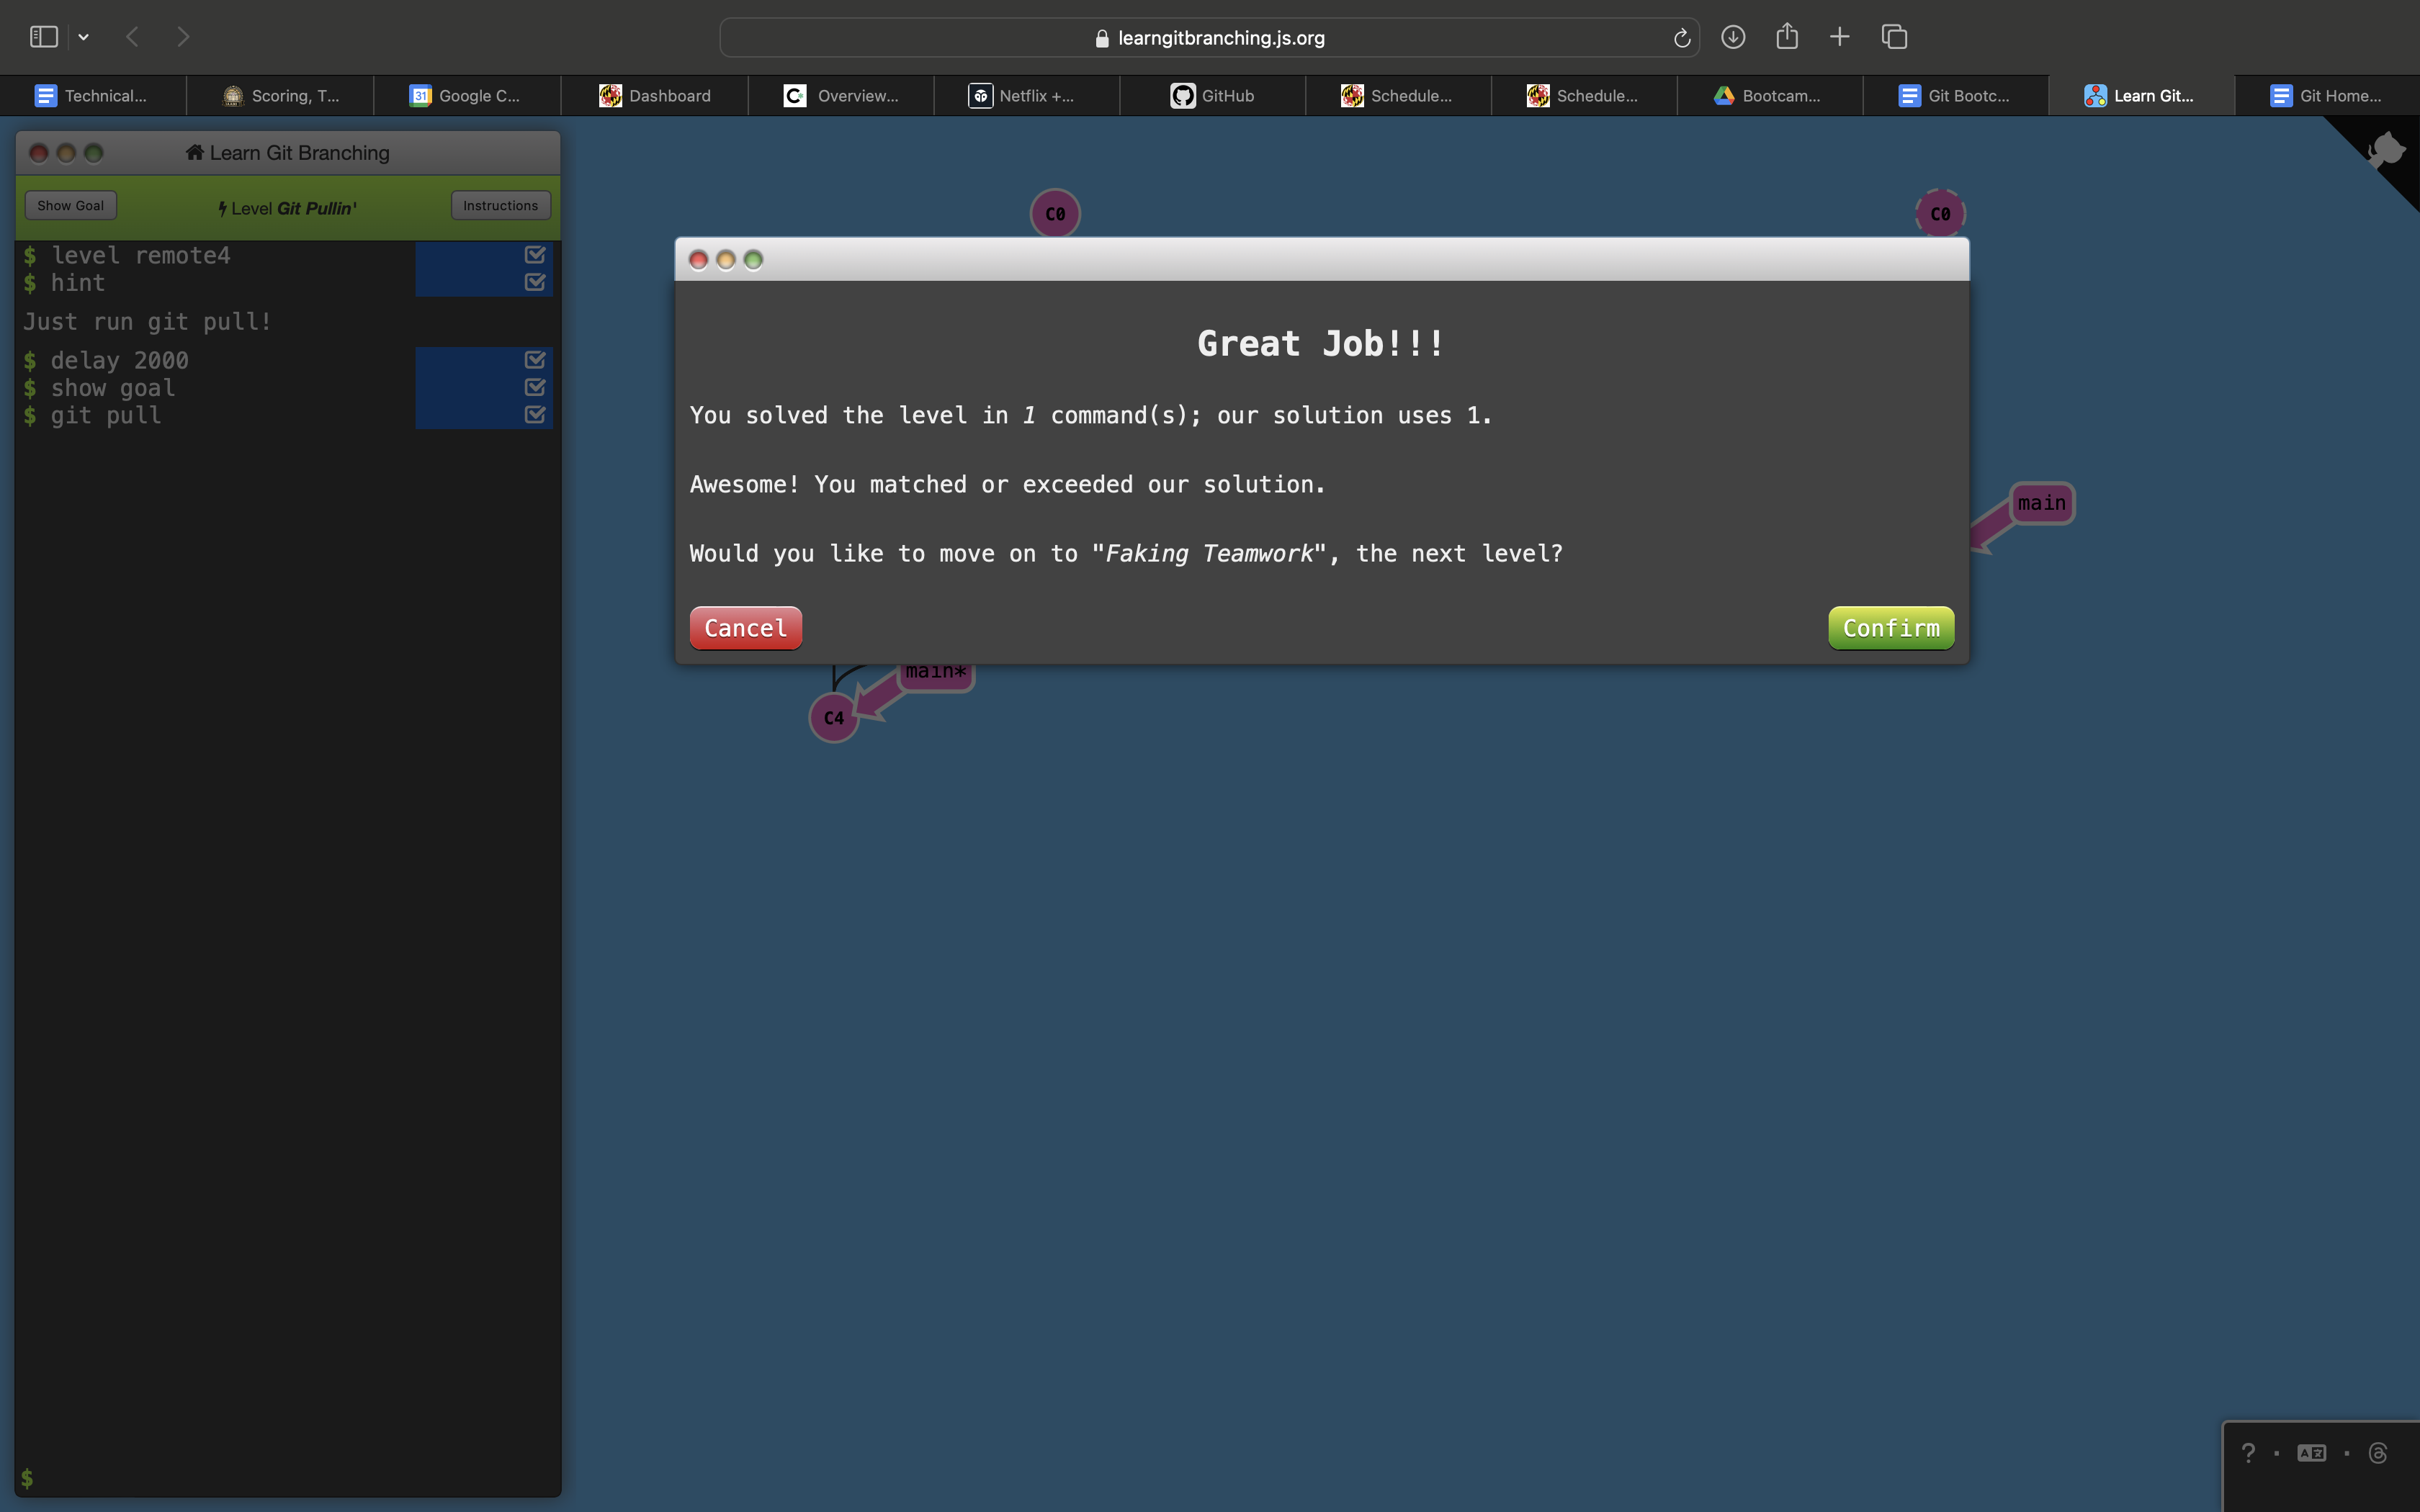 learngitbranching.js.org
Technical...
Scoring, T...
31
Google C...
Dashboard
C
Overview...
Netflix +...
GitHub
Schedule...
Schedule...
Bootcam...
Git Bootc...
Learn Git...
Git Home...
Learn Git Branching
Show Goal
Level Git Pullin'
Instructions
$ level remote4
$ hint
Just run git pull!
$ delay 2000
$ show goal
$ git pull
$
C0
C0
Great Job!!!
You solved the level in 1 command(s); our solution uses 1.
Awesome! You matched or exceeded our solution.
Would you like to move on to "Faking Teamwork", the next level?
Cancel
Confirm
main
main*
C4
?